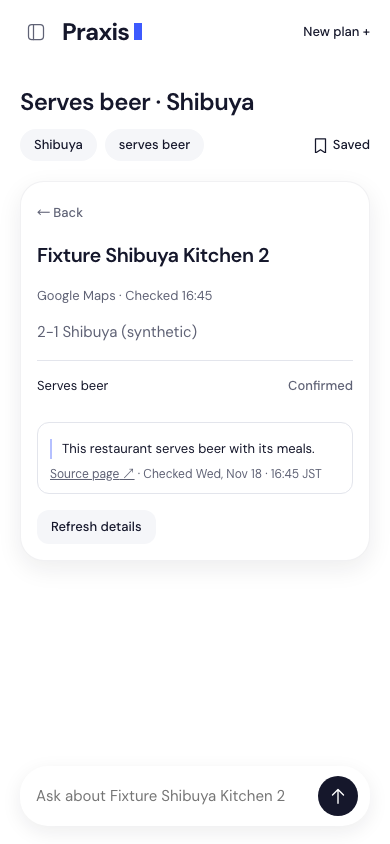 Praxis
New plan +
Serves beer · Shibuya
Shibuya
serves beer
Saved
← Back
Fixture Shibuya Kitchen 2
Google Maps · Checked 16:45
2-1 Shibuya (synthetic)
Serves beer
Confirmed
This restaurant serves beer with its meals.
Source page ↗ · Checked Wed, Nov 18 · 16:45 JST
Refresh details
Ask about Fixture Shibuya Kitchen 2